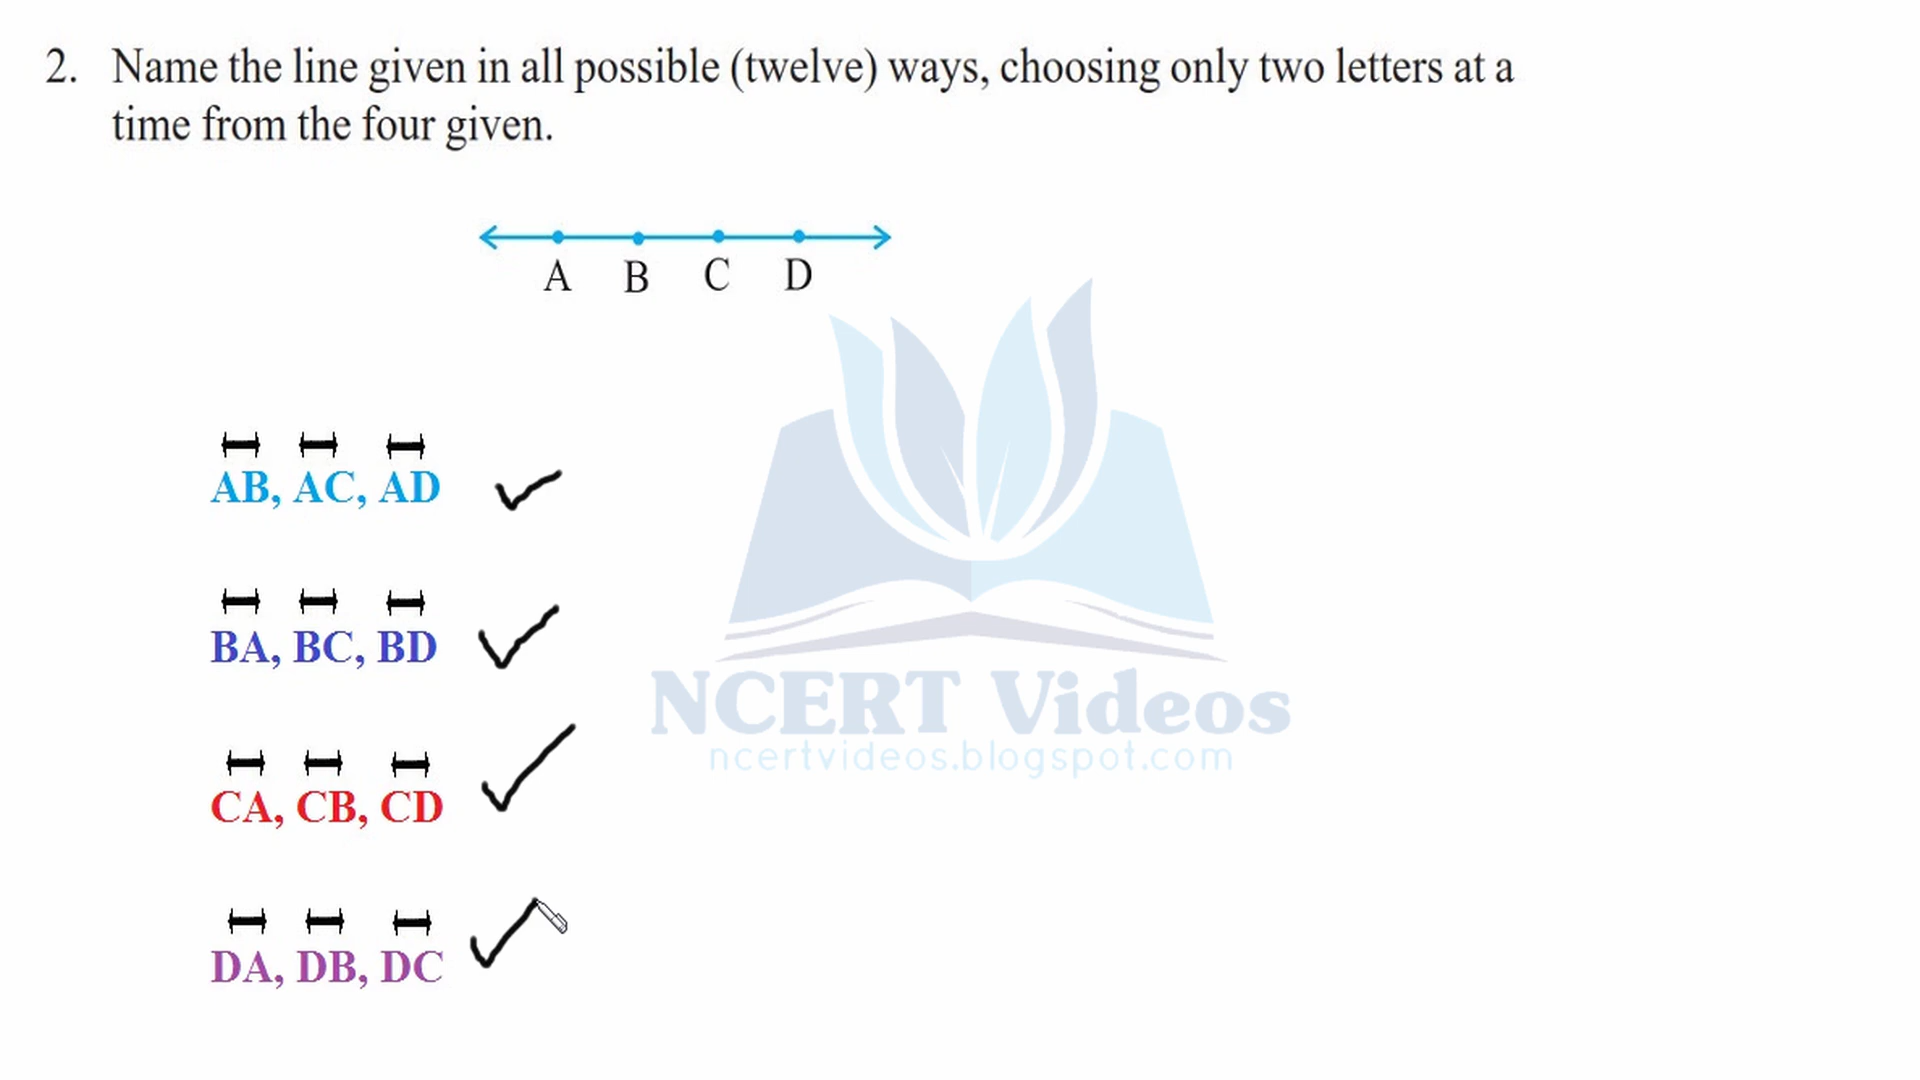 2. Name the line given in all possible (twelve) ways, choosing only two letters at a
time from the four given.
A B C D
AB, AC, AD
BA, BC, BD
CA, CB, CD
DA, DB, DC
NCERT Videos
ncertvideos.blogspot.com